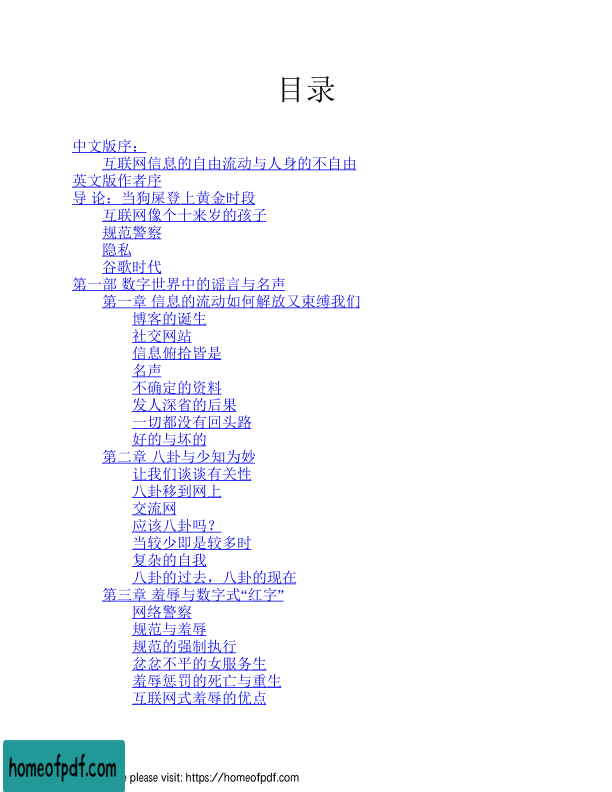 目录
中文版序：
互联网信息的自由流动与人身的不自由
英文版作者序
导 论：当狗屎登上黄金时段
互联网像个十来岁的孩子
规范警察
隐私
谷歌时代
第一部 数字世界中的谣言与名声
第一章 信息的流动如何解放又束缚我们
博客的诞生
社交网站
信息俯拾皆是
名声
不确定的资料
发人深省的后果
一切都没有回头路
好的与坏的
第二章 八卦与少知为妙
让我们谈谈有关性
八卦移到网上
交流网
应该八卦吗？
当较少即是较多时
复杂的自我
八卦的过去，八卦的现在
第三章 羞辱与数字式“红字”
网络警察
规范与羞辱
规范的强制执行
忿忿不平的女服务生
羞辱惩罚的死亡与重生
互联网式羞辱的优点
homeofpdf.com
please visit: https://homeofpdf.com